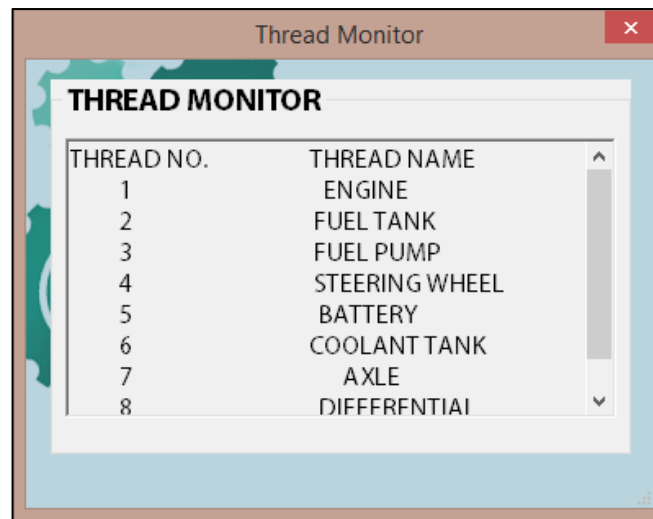 Thread Monitor
THREAD MONITOR
THREAD NO. THREAD NAME
1 ENGINE
2 FUEL TANK
3 FUEL PUMP
4 STEERING WHEEL
5 BATTERY
6 COOLANT TANK
7 AXLE
8 DIFFERENTIAL